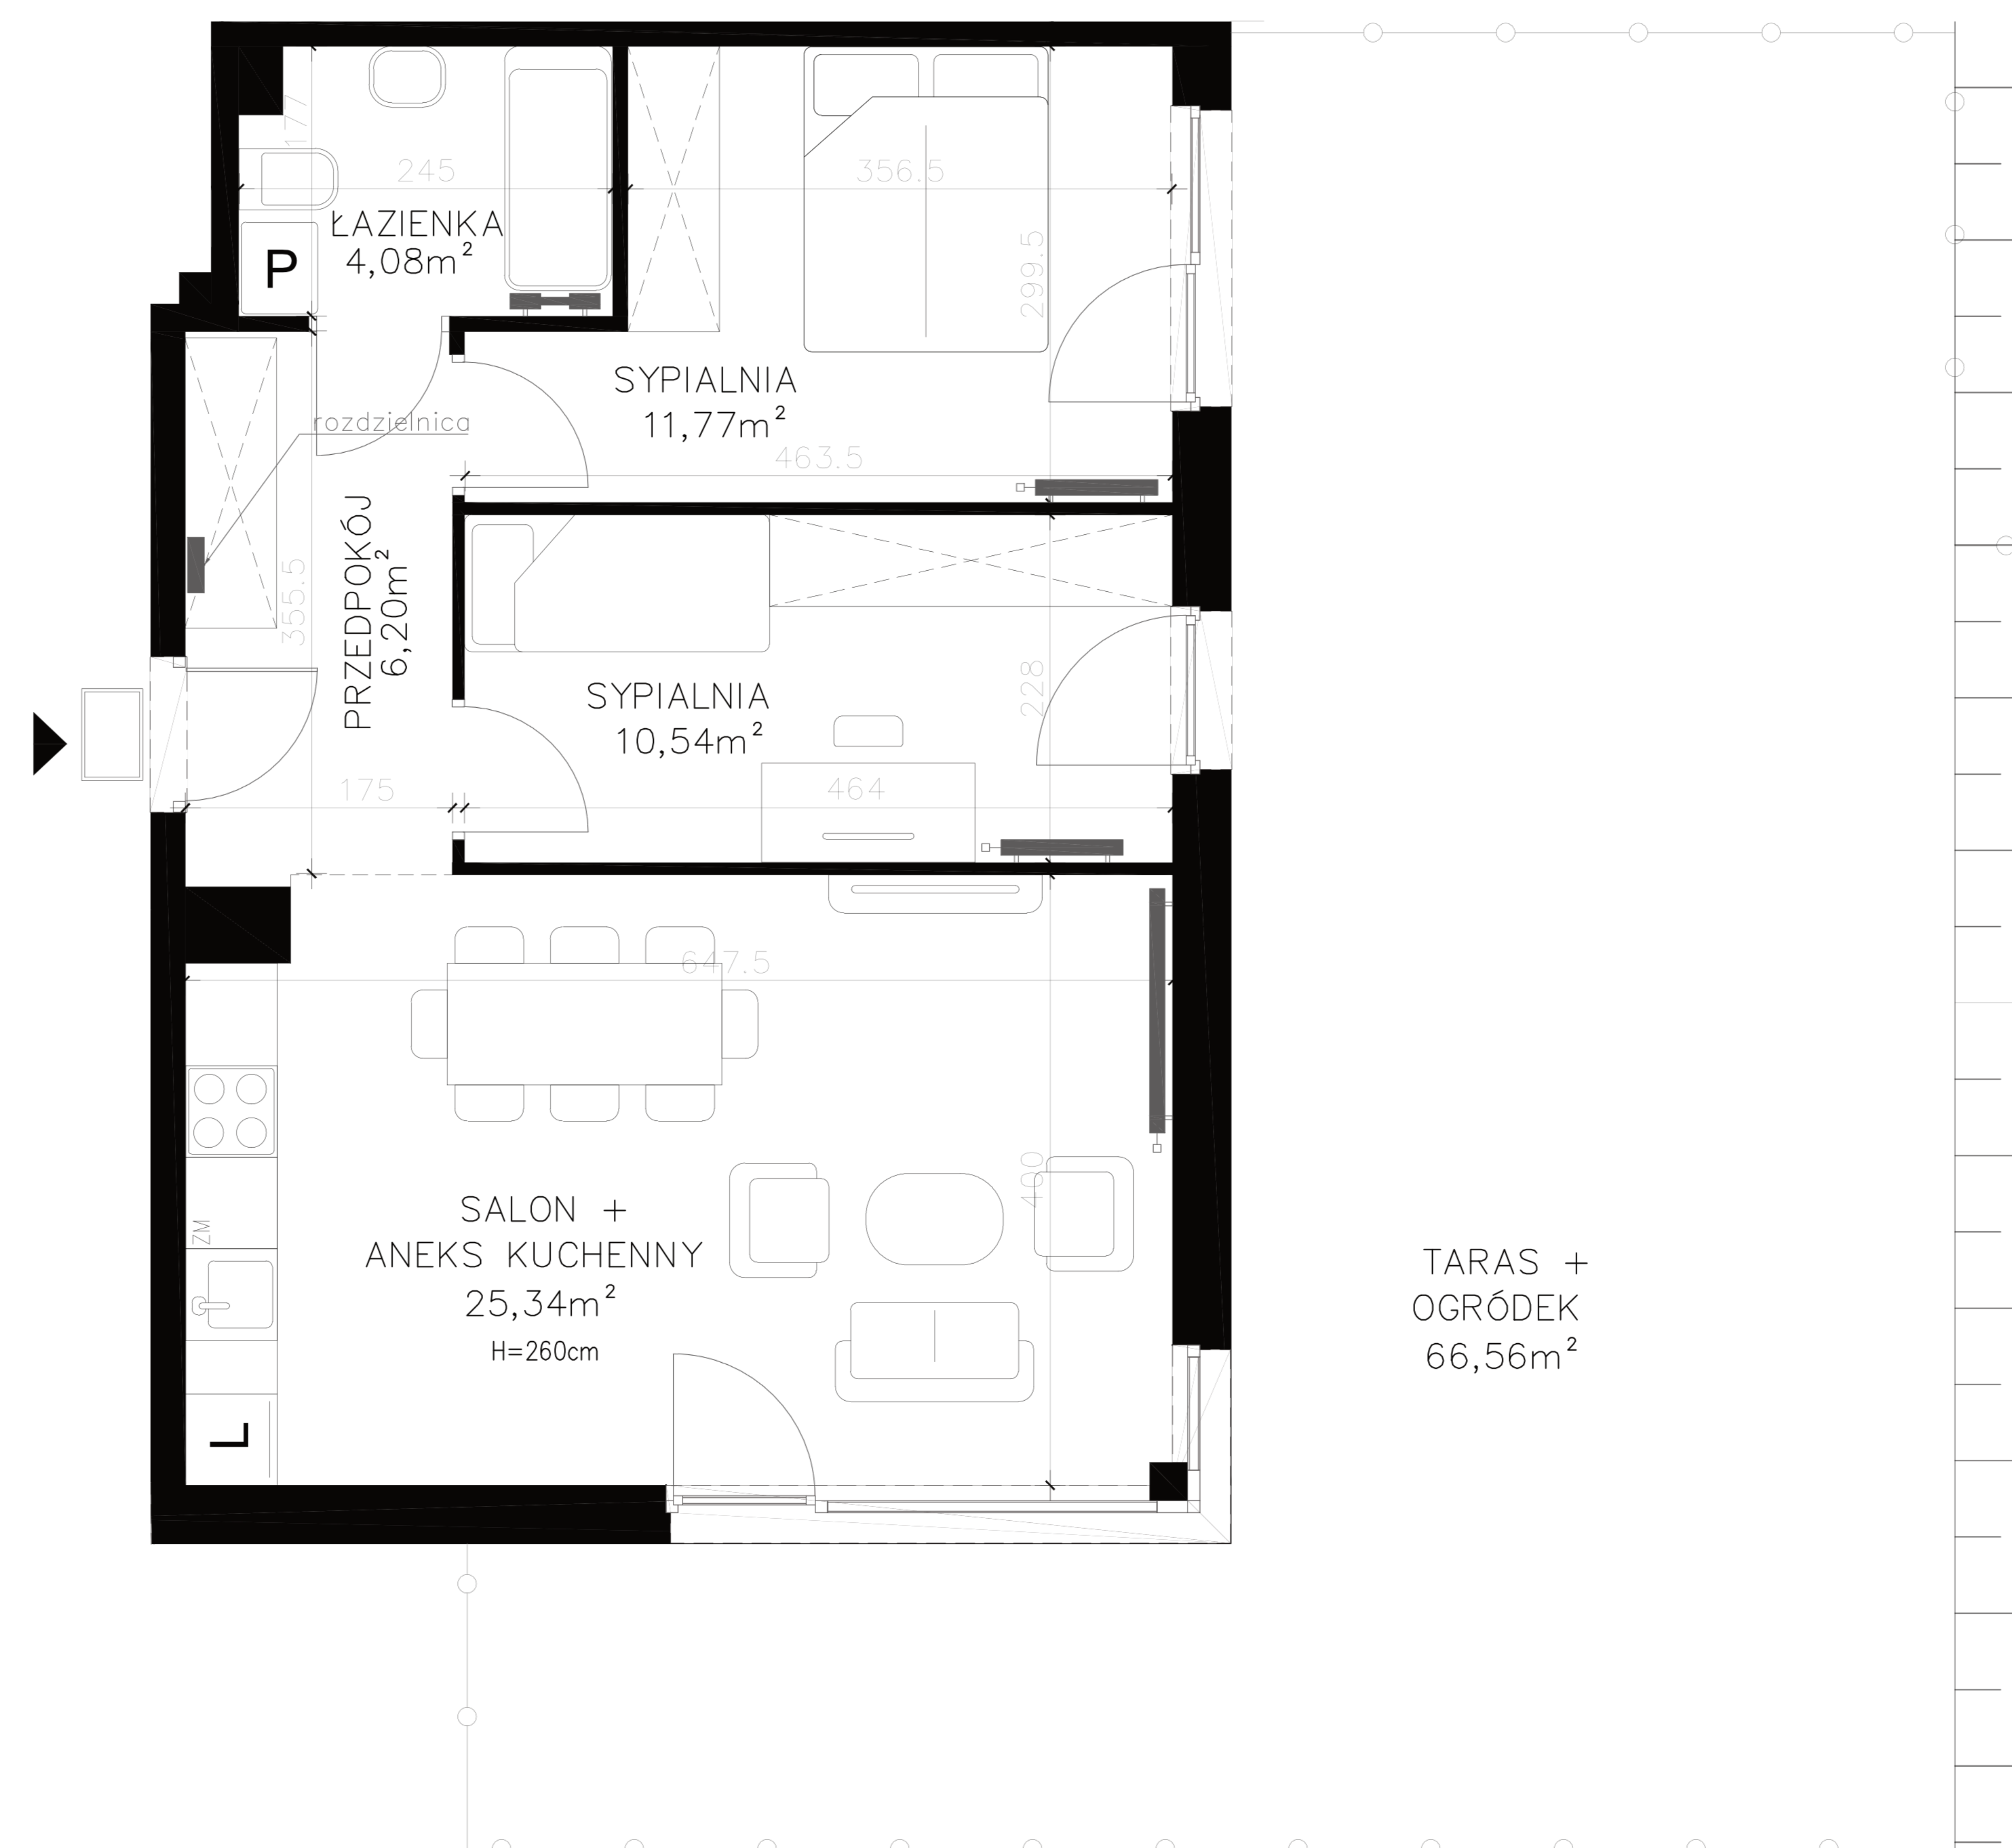 177
245
356.5
ŁAZIENKA
4,08m²
P
299.5
SYPIALNIA
11,77m²
rozdzielnica
463.5
PRZEDPOKÓJ
6,20m²
355.5
SYPIALNIA
10,54m²
228
175
464
647.5
400
SALON +
ANEKS KUCHENNY
25,34m²
H=260cm
ZM
L
TARAS +
OGRÓDEK
66,56m²